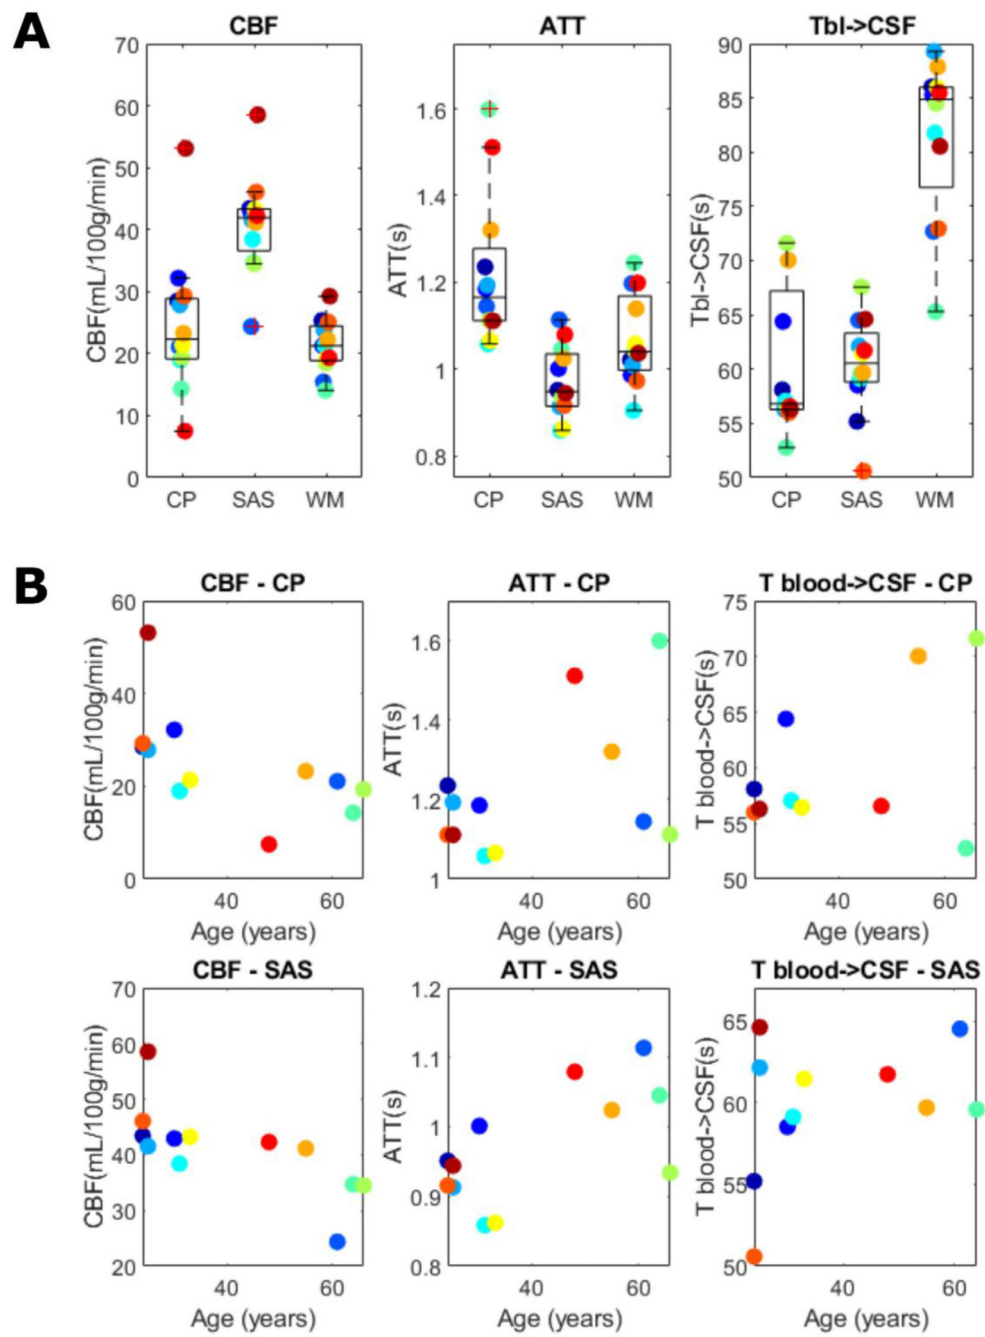 A
CBF
ATT
Tbl->CSF
CBF(mL/100g/min)
70
60
50
40
30
20
10
0
CP
SAS
WM
ATT(s)
1.6
1.4
1.2
1
0.8
CP
SAS
WM
Tbl->CSF(s)
90
85
80
75
70
65
60
55
50
CP
SAS
WM
B
CBF - CP
ATT - CP
T blood->CSF - CP
CBF(mL/100g/min)
60
40
20
0
40
60
Age (years)
ATT(s)
1.6
1.4
1.2
1
40
60
Age (years)
T blood->CSF(s)
75
70
65
60
55
50
40
60
Age (years)
CBF - SAS
ATT - SAS
T blood->CSF - SAS
CBF(mL/100g/min)
70
60
50
40
30
20
40
60
Age (years)
ATT(s)
1.2
1.1
1
0.9
0.8
40
60
Age (years)
T blood->CSF(s)
65
60
55
50
40
60
Age (years)